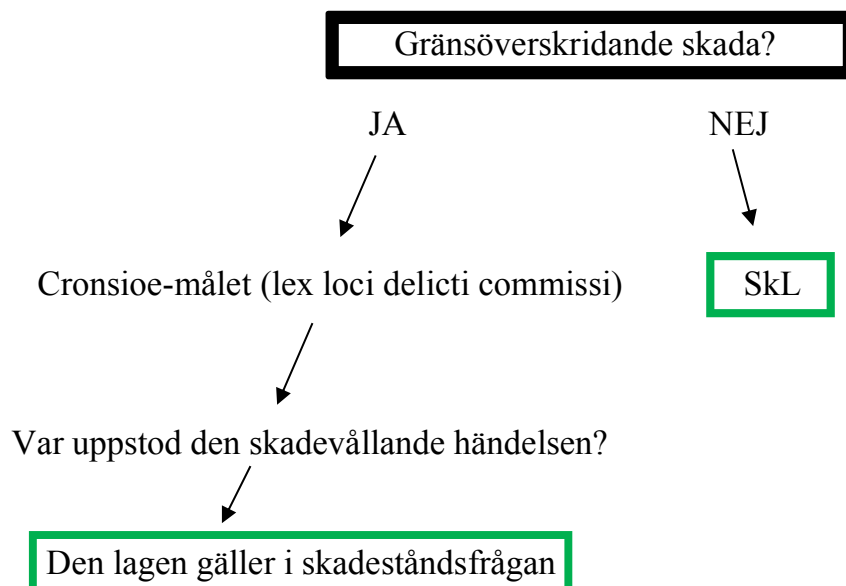 Gränsöverskridande skada?
JA
NEJ
Cronsioe-målet (lex loci delicti commissi)
SkL
Var uppstod den skadevållande händelsen?
Den lagen gäller i skadeståndsfrågan